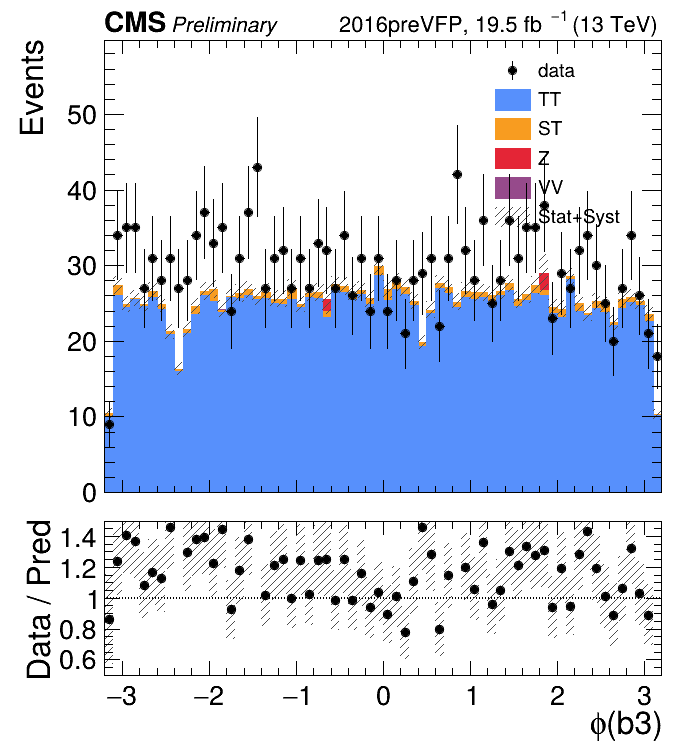 CMS Preliminary 2016preVFP, 19.5 fb⁻¹ (13 TeV)
Events
data
TT
ST
Z
VV
Stat+Syst
50
40
30
20
10
0
Data / Pred
1.4
1.2
1
0.8
0.6
−3 −2 −1 0 1 2 3
ϕ(b3)